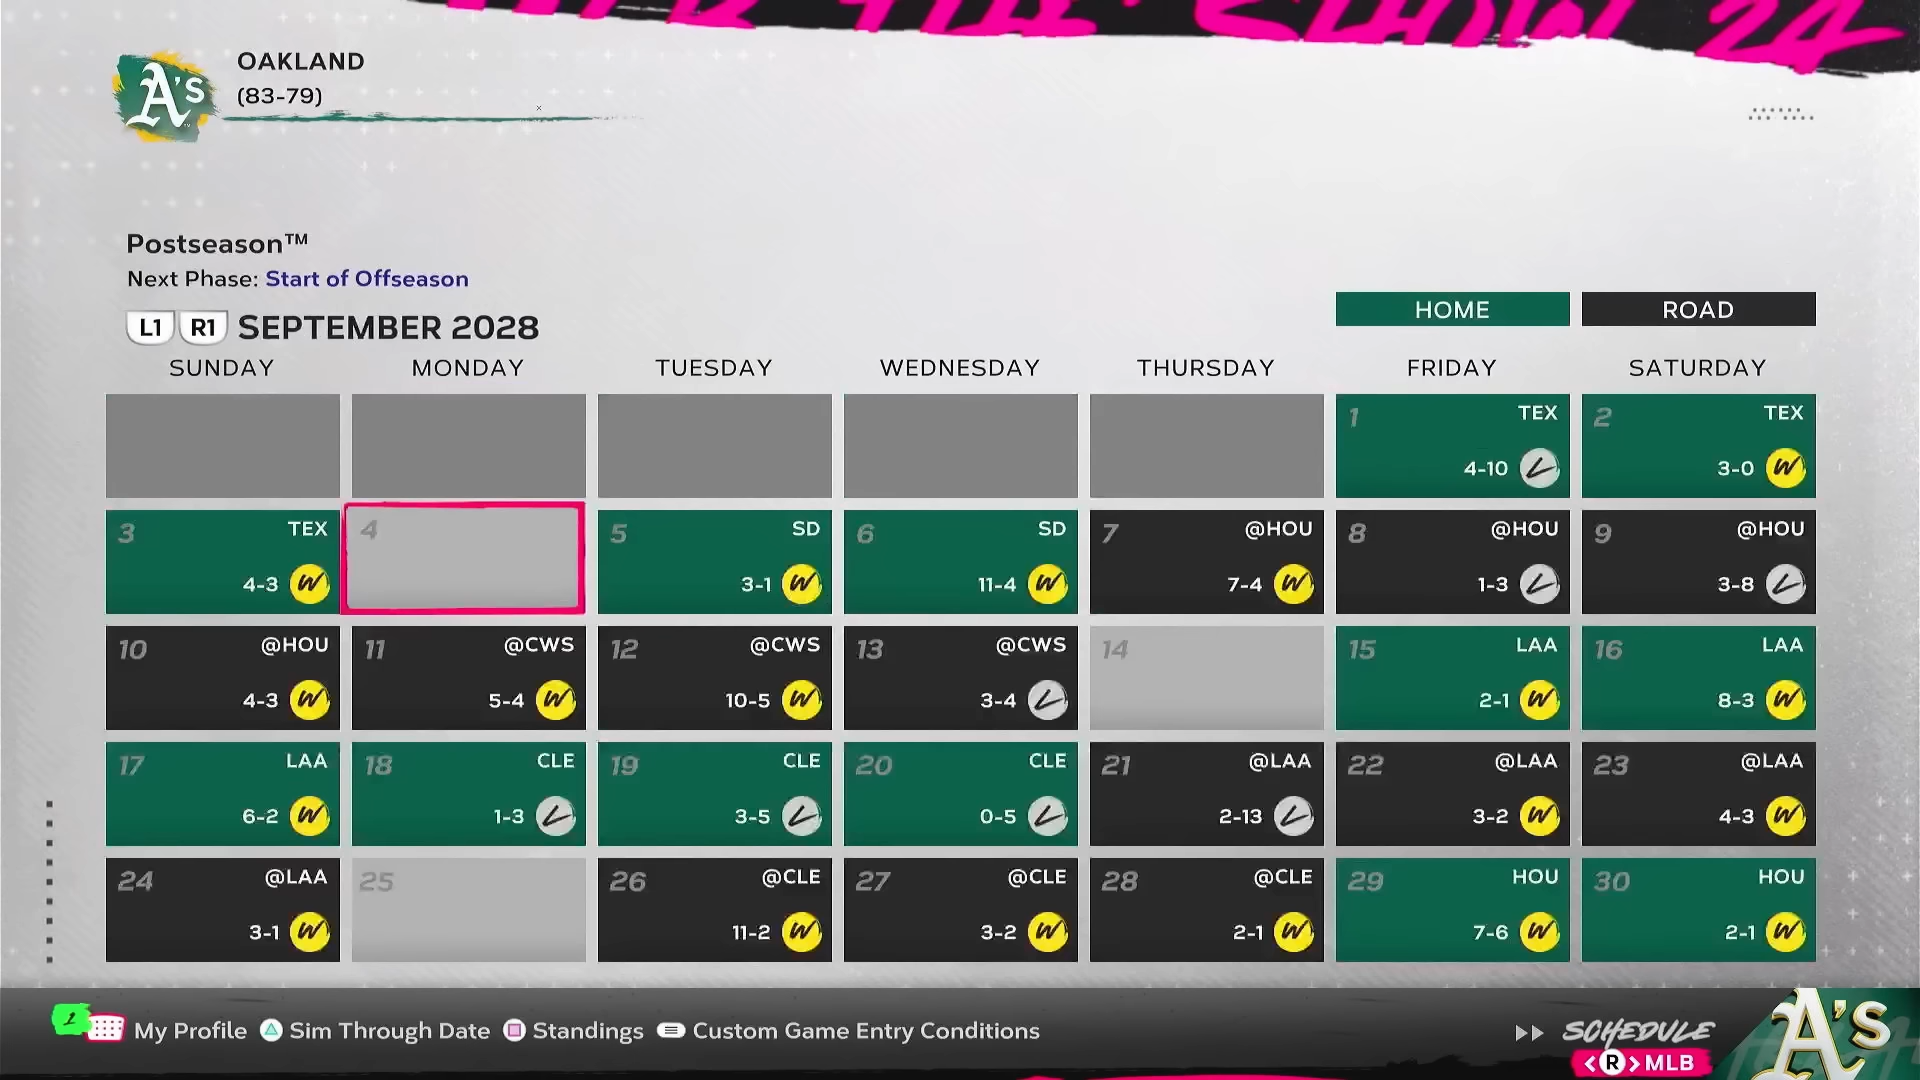 THE SHOW 24
A's
OAKLAND
(83-79)
Postseason™
Next Phase: Start of Offseason
L1 R1 SEPTEMBER 2028
HOME ROAD
SUNDAY MONDAY TUESDAY WEDNESDAY THURSDAY FRIDAY SATURDAY
1 TEX 2 TEX
4-10 L 3-0 W
3 TEX 4 5 SD 6 SD 7 @HOU 8 @HOU 9 @HOU
4-3 W 3-1 W 11-4 W 7-4 W 1-3 L 3-8 L
10 @HOU 11 @CWS 12 @CWS 13 @CWS 14 15 LAA 16 LAA
4-3 W 5-4 W 10-5 W 3-4 L 2-1 W 8-3 W
17 LAA 18 CLE 19 CLE 20 CLE 21 @LAA 22 @LAA 23 @LAA
6-2 W 1-3 L 3-5 L 0-5 L 2-13 L 3-2 W 4-3 W
24 @LAA 25 26 @CLE 27 @CLE 28 @CLE 29 HOU 30 HOU
3-1 W 11-2 W 3-2 W 2-1 W 7-6 W 2-1 W
My Profile Sim Through Date Standings Custom Game Entry Conditions
SCHEDULE
R MLB
A's